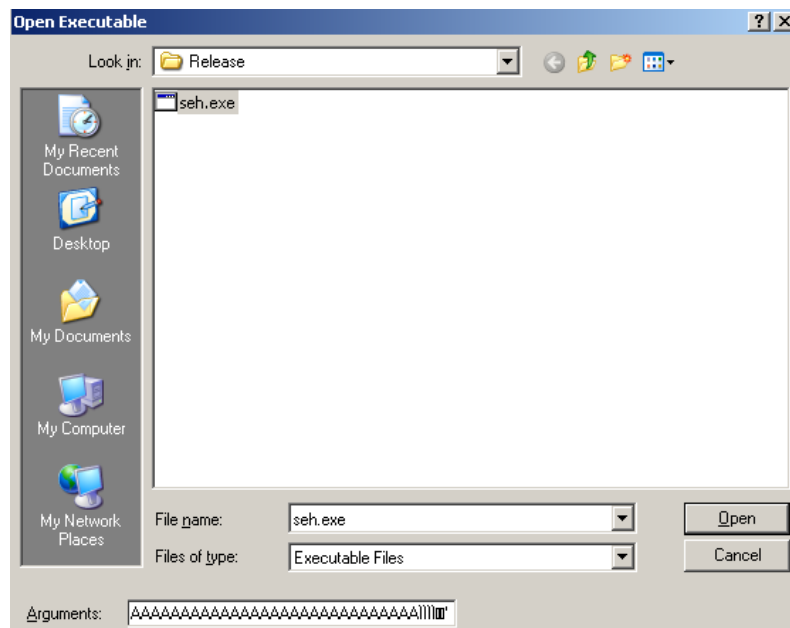 Open Executable
Look in:
Release
seh.exe
My Recent
Documents
Desktop
My Documents
My Computer
My Network
Places
File name:
seh.exe
Open
Files of type:
Executable Files
Cancel
Arguments: